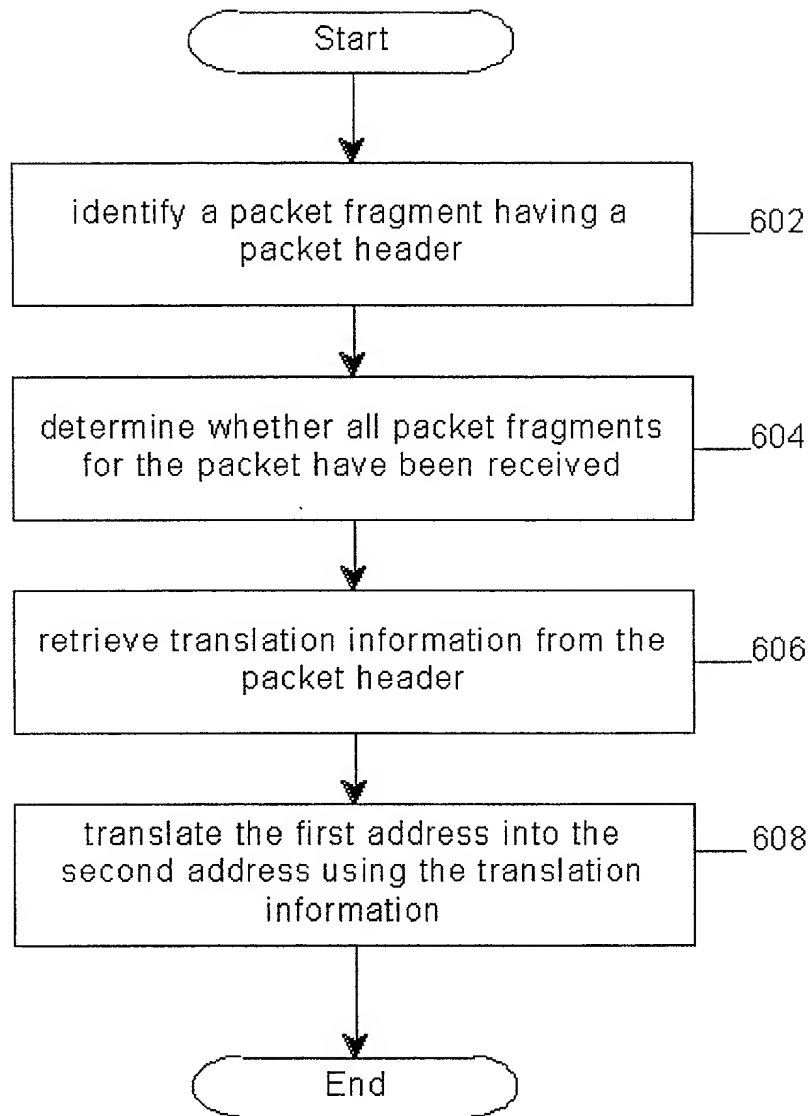 Start
identify a packet fragment having a
packet header
602
determine whether all packet fragments
for the packet have been received
604
retrieve translation information from the
packet header
606
translate the first address into the
second address using the translation
information
608
End